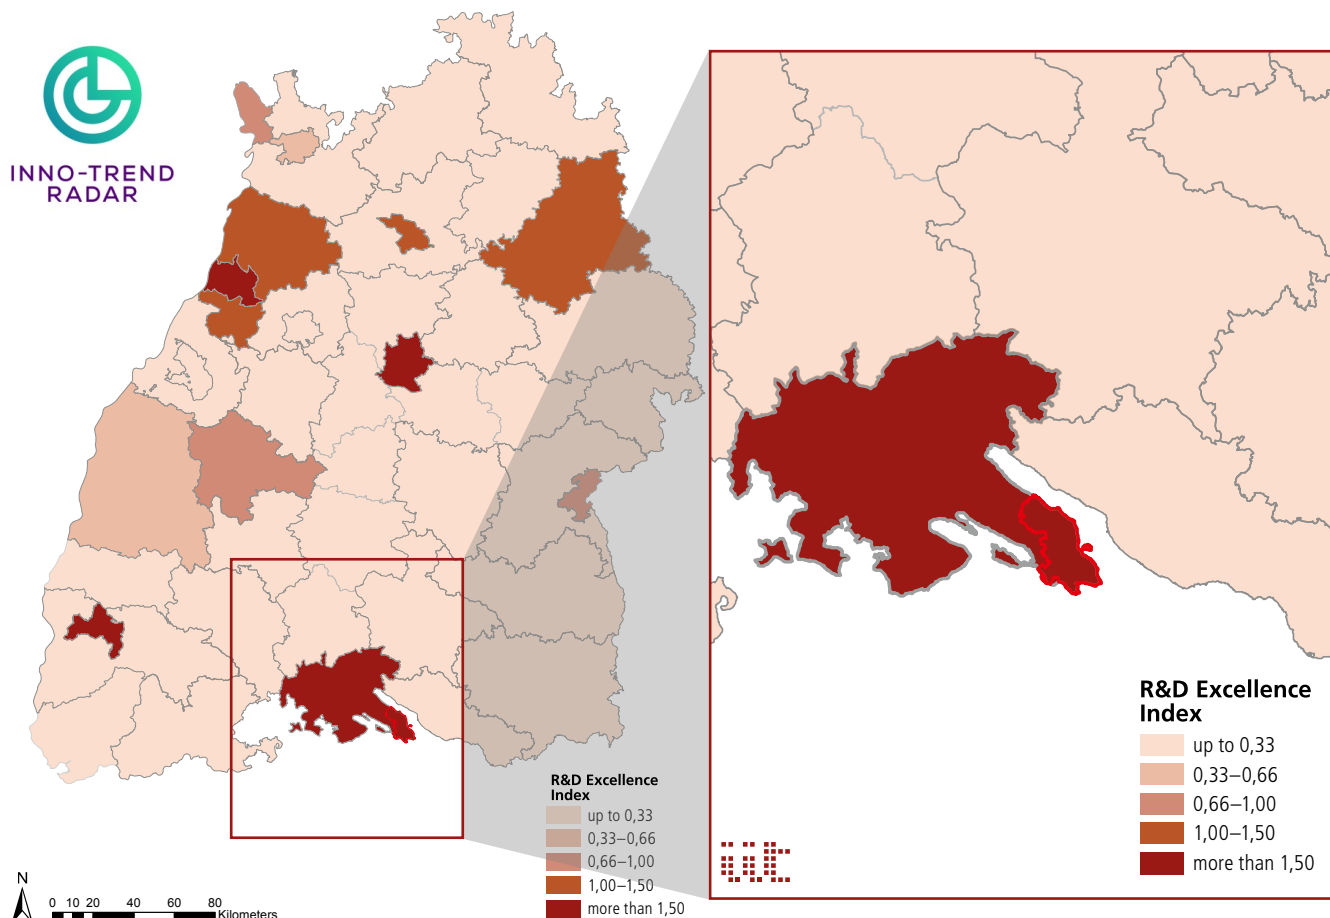 INNO-TREND
RADAR
R&D Excellence
Index
up to 0,33
0,33–0,66
0,66–1,00
1,00–1,50
more than 1,50
R&D Excellence
Index
up to 0,33
0,33–0,66
0,66–1,00
1,00–1,50
more than 1,50
N
0 10 20 40 60 80
Kilometers